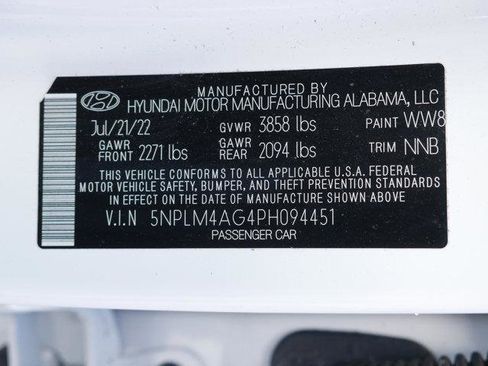 MANUFACTURED BY
HYUNDAI MOTOR MANUFACTURING ALABAMA, LLC
Jul/21/22 GVWR 3858 lbs PAINT WW8
GAWR FRONT 2271 lbs GAWR REAR 2094 lbs TRIM NNB
THIS VEHICLE CONFORMS TO ALL APPLICABLE U.S.A. FEDERAL
MOTOR VEHICLE SAFETY, BUMPER, AND THEFT PREVENTION STANDARDS
IN EFFECT ON THE DATE OF MANUFACTURE SHOWN ABOVE
V.I.N 5NPLM4AG4PH094451
PASSENGER CAR